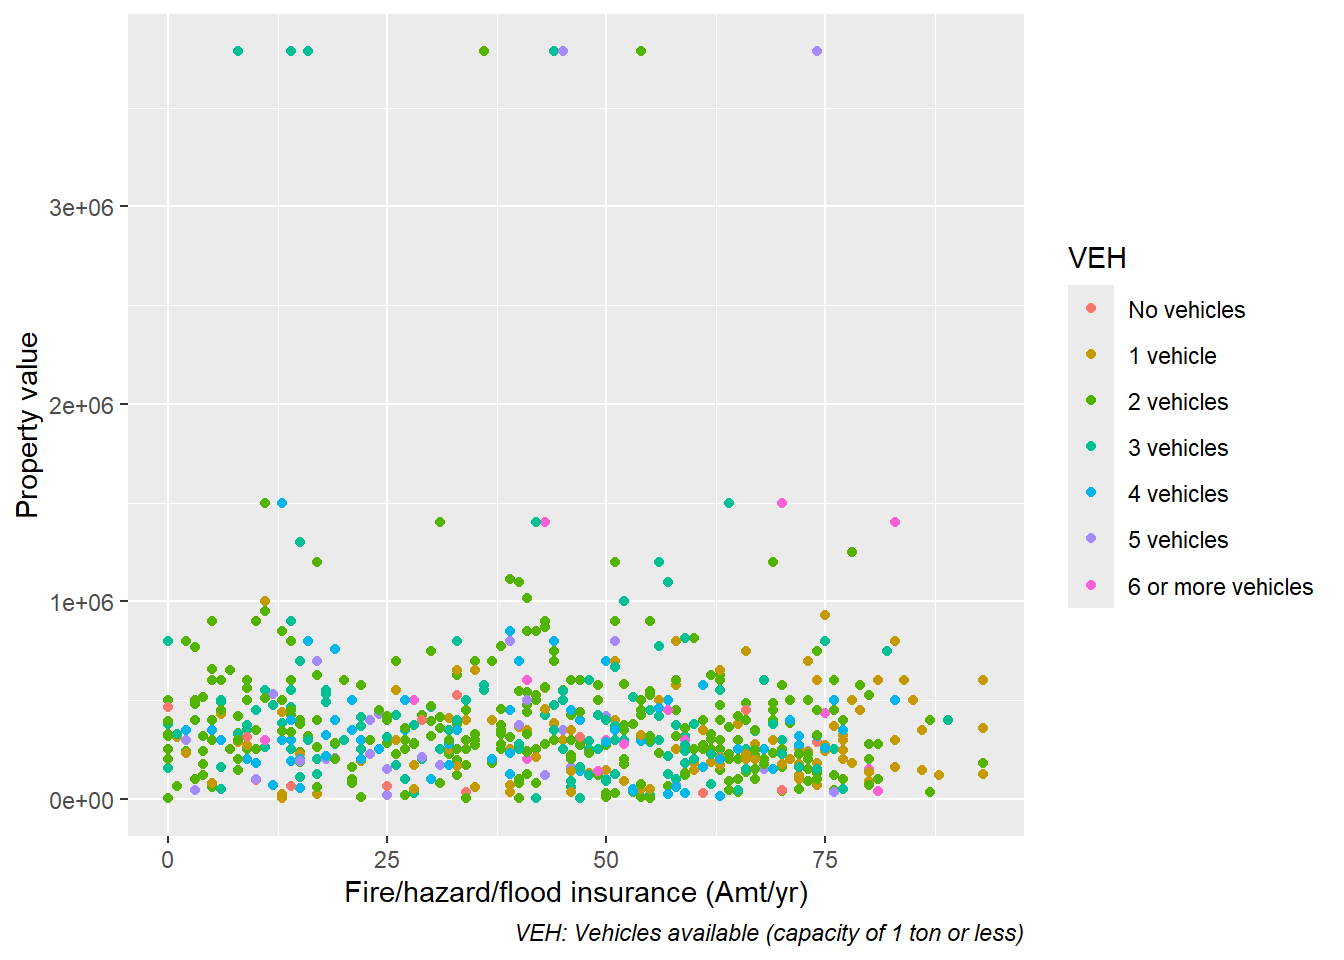 Property value
3e+06
2e+06
1e+06
0e+00
0
25
50
75
Fire/hazard/flood insurance (Amt/yr)
VEH: Vehicles available (capacity of 1 ton or less)
VEH
No vehicles
1 vehicle
2 vehicles
3 vehicles
4 vehicles
5 vehicles
6 or more vehicles